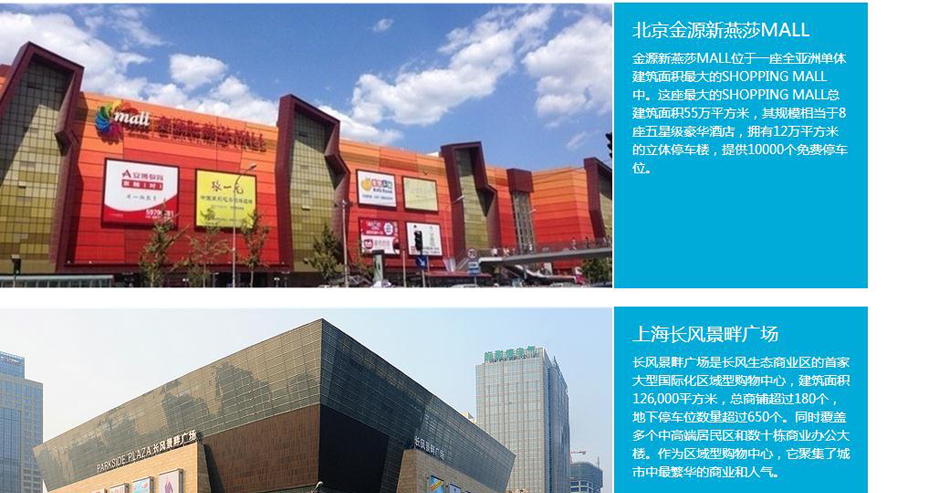 北京金源新燕莎MALL
金源新燕莎MALL位于一座全亚洲单体
建筑面积最大的SHOPPING MALL
中。这座最大的SHOPPING MALL总
建筑面积55万平方米，其规模相当于8
座五星级豪华酒店，拥有12万平方米
的立体停车楼，提供10000个免费停车
位。
mall
张一元
上海长风景畔广场
长风景畔广场是长风生态商业区的首家
大型国际化区域型购物中心，建筑面积
126,000平方米，总商铺超过180个，
地下停车位数量超过650个。同时覆盖
多个中高端居民区和数十栋商业办公大
楼。作为区域型购物中心，它聚集了城
市中最繁华的商业和人气。
PARKSIDE PLAZA 长风景畔广场
长风景畔广场